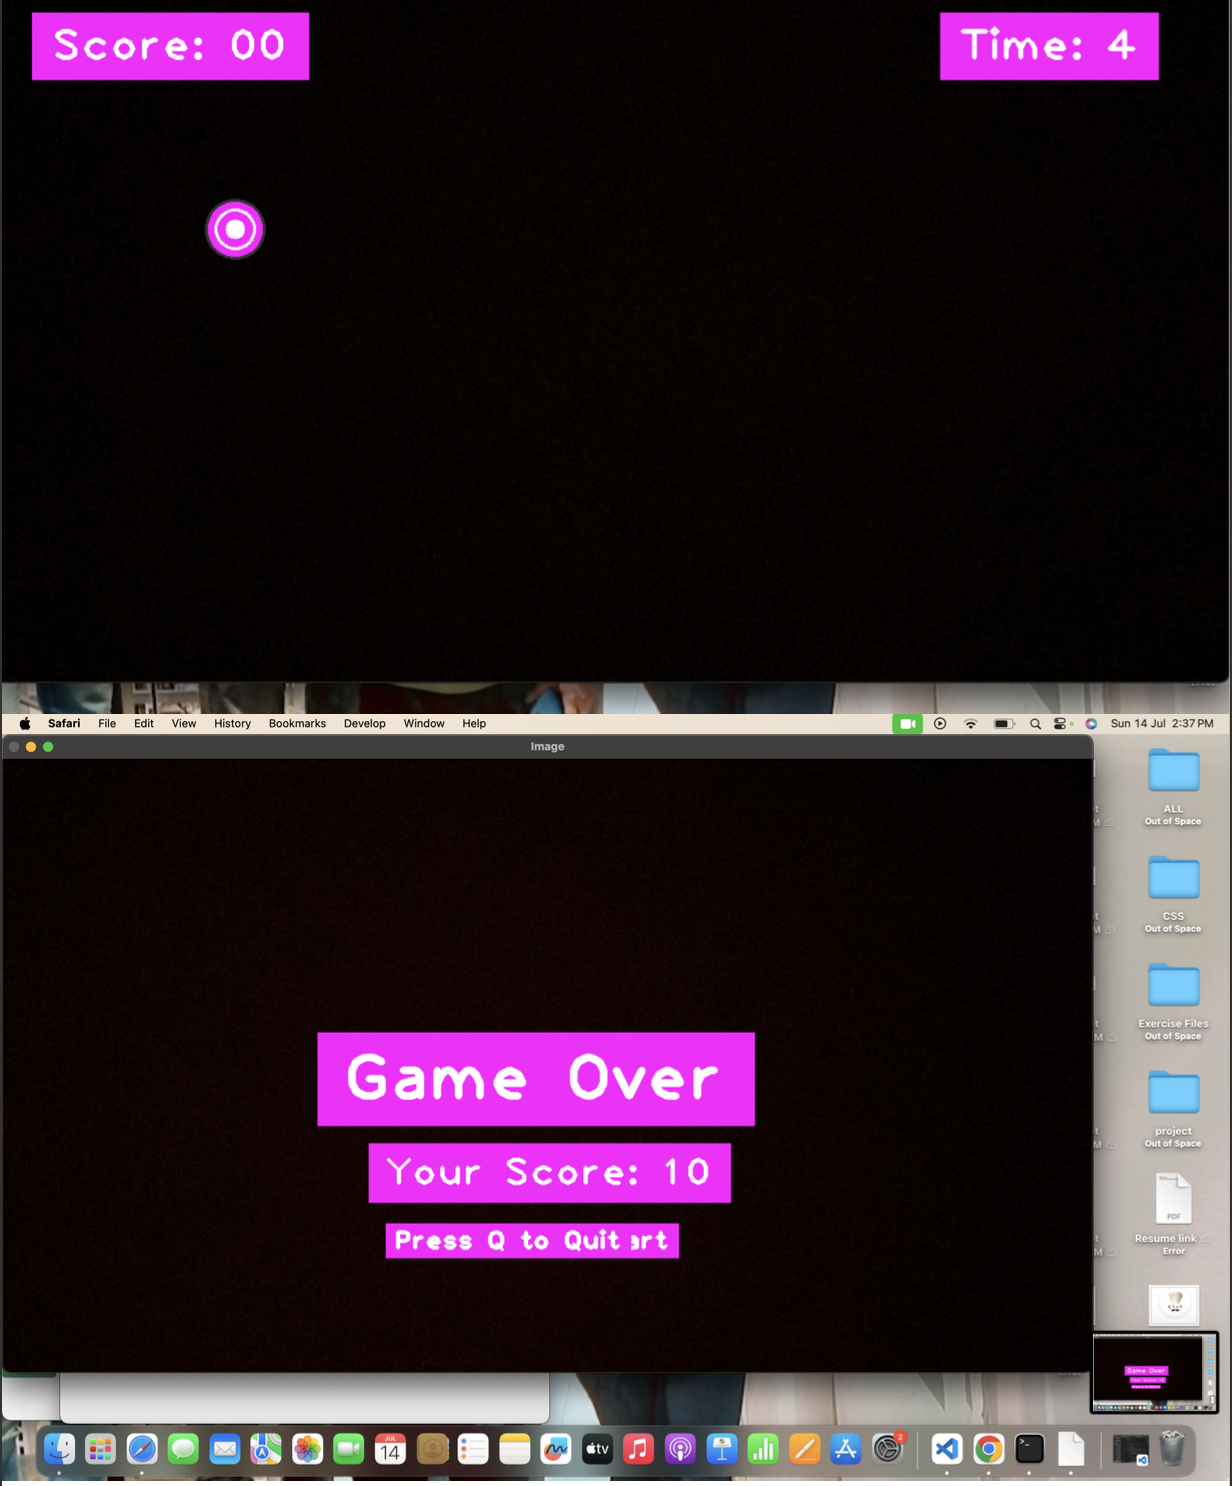 Score: 00
Time: 4
Safari File Edit View History Bookmarks Develop Window Help
Sun 14 Jul 2:37 PM
Image
ALL
Out of Space
CSS
Out of Space
Exercise Files
Out of Space
project
Out of Space
PDF
Resume link
Error
Game Over
Your Score: 10
Press Q to Quit art
Game Over
JUL
14
tv
2